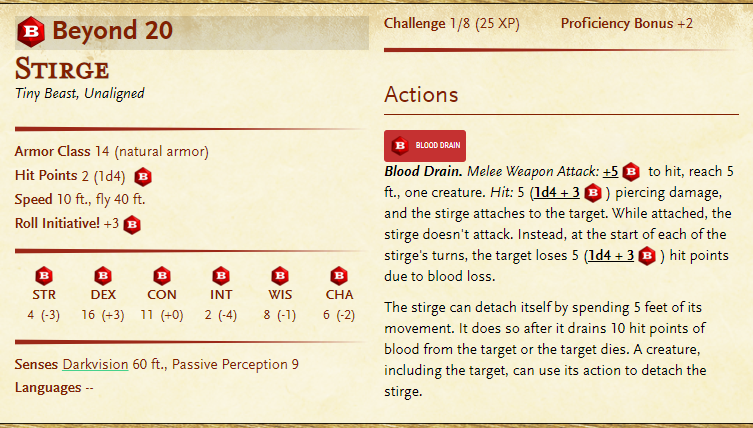 Beyond 20
STIRGE
Tiny Beast, Unaligned
Armor Class 14 (natural armor)
Hit Points 2 (1d4) B
Speed 10 ft., fly 40 ft.
Roll Initiative! +3 B
B B B B B B
STR DEX CON INT WIS CHA
4 (-3) 16 (+3) 11 (+0) 2 (-4) 8 (-1) 6 (-2)
Senses Darkvision 60 ft., Passive Perception 9
Languages --
Challenge 1/8 (25 XP) Proficiency Bonus +2
Actions
B BLOOD DRAIN
Blood Drain. Melee Weapon Attack: +5 B to hit, reach 5
ft., one creature. Hit: 5 (1d4 + 3 B ) piercing damage,
and the stirge attaches to the target. While attached, the
stirge doesn't attack. Instead, at the start of each of the
stirge's turns, the target loses 5 (1d4 + 3 B ) hit points
due to blood loss.
The stirge can detach itself by spending 5 feet of its
movement. It does so after it drains 10 hit points of
blood from the target or the target dies. A creature,
including the target, can use its action to detach the
stirge.